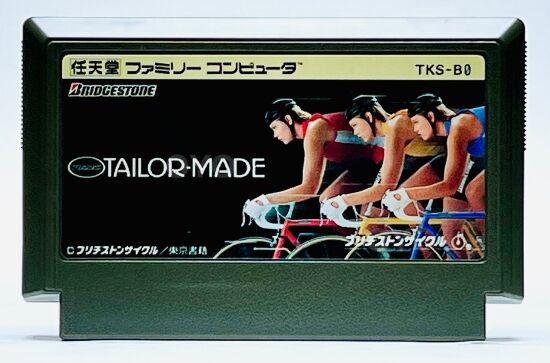 任天堂 ファミリー コンピュータ™ TKS-B0
BRIDGESTONE
TAILOR-MADE
© ブリヂストンサイクル/東京書籍
ブリヂストンサイクル